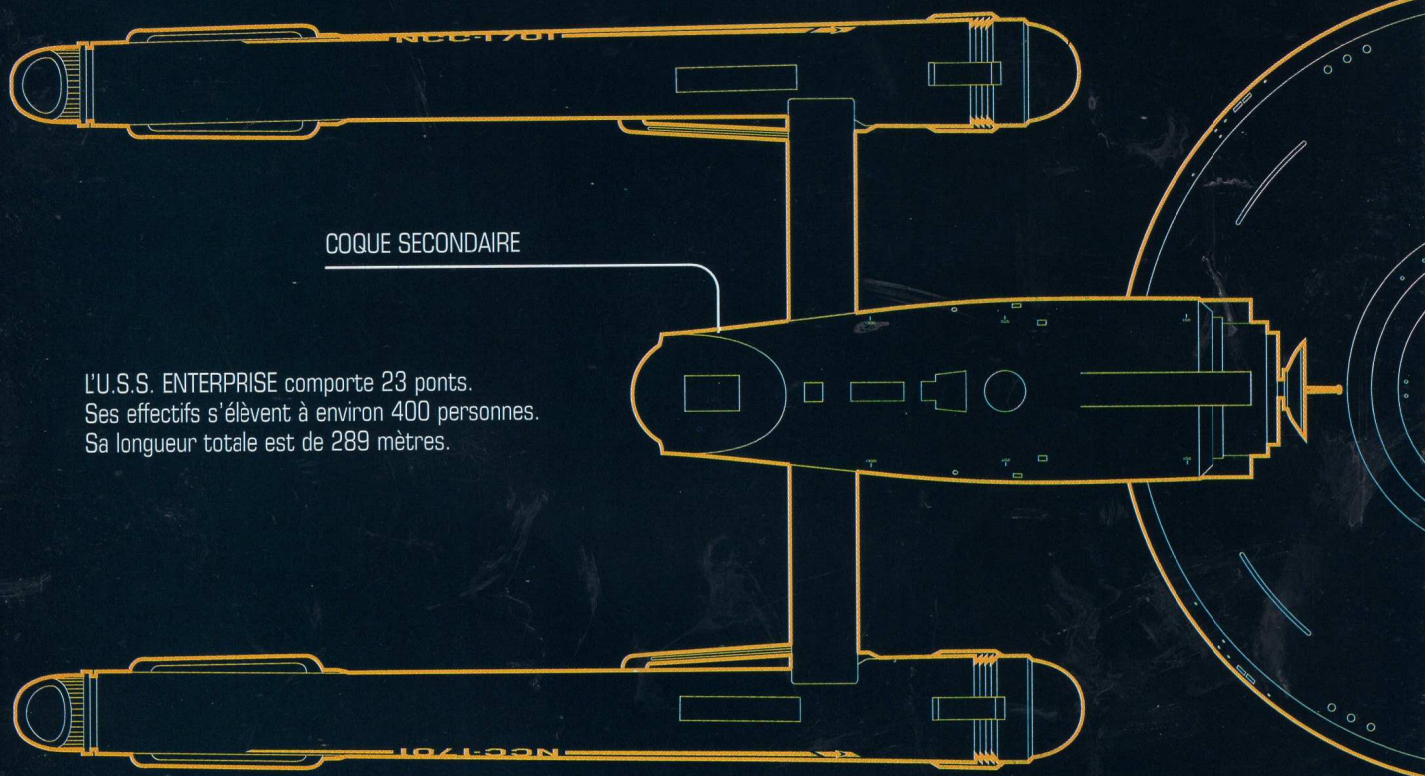 NCC-1701
COQUE SECONDAIRE
L'U.S.S. ENTERPRISE comporte 23 ponts.
Ses effectifs s'élèvent à environ 400 personnes.
Sa longueur totale est de 289 mètres.
NCC-1701